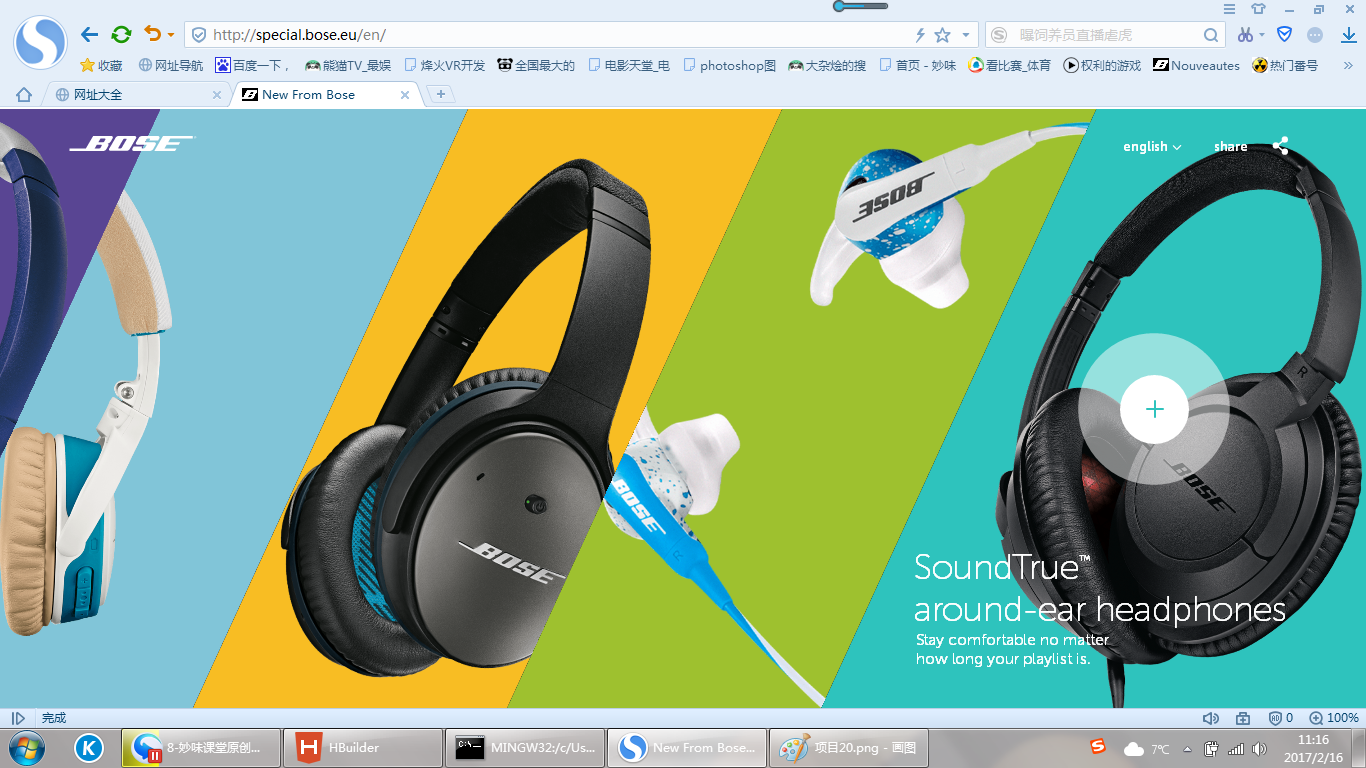 http://special.bose.eu/en/
曝饲养员直播虐虎
收藏
网址导航
百度一下，
熊猫TV_最娱
烽火VR开发
全国最大的
电影天堂_电
photoshop图
大杂烩的搜
首页 - 妙味
看比赛_体育
权利的游戏
Nouveautes
热门番号
网址大全
New From Bose
BOSE
english
share
BOSE
R
BOSE
BOSE
BOSE
R
SoundTrue™
around-ear headphones
Stay comfortable no matter
how long your playlist is.
完成
0
100%
8-妙味课堂原创...
HBuilder
MINGW32:/c/Us...
New From Bose...
项目20.png - 画图
7℃
11:16
2017/2/16